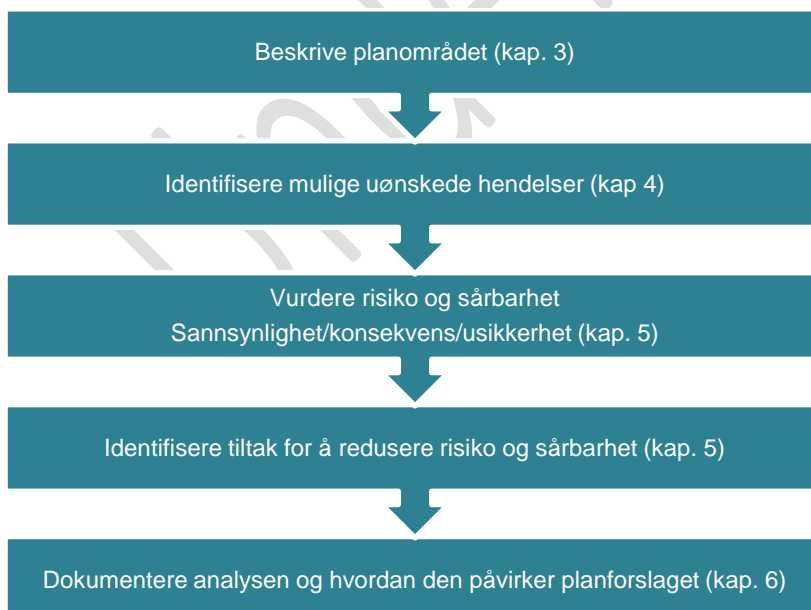 Beskrive planområdet (kap. 3)
Identifisere mulige uønskede hendelser (kap 4)
Vurdere risiko og sårbarhet
Sannsynlighet/konsekvens/usikkerhet (kap. 5)
Identifisere tiltak for å redusere risiko og sårbarhet (kap. 5)
Dokumentere analysen og hvordan den påvirker planforslaget (kap. 6)